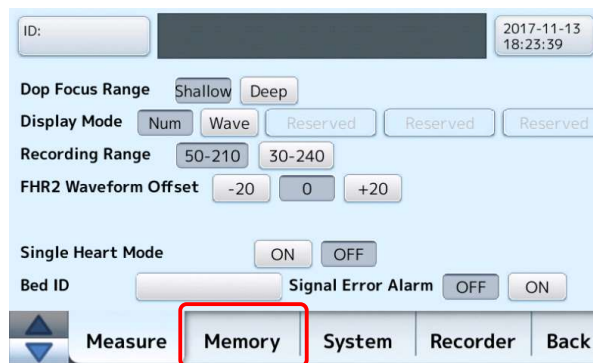 ID:
2017-11-13
18:23:39
Dop Focus Range Shallow Deep
Display Mode Num Wave Reserved Reserved Reserved
Recording Range 50-210 30-240
FHR2 Waveform Offset -20 0 +20
Single Heart Mode ON OFF
Bed ID Signal Error Alarm OFF ON
Measure Memory System Recorder Back